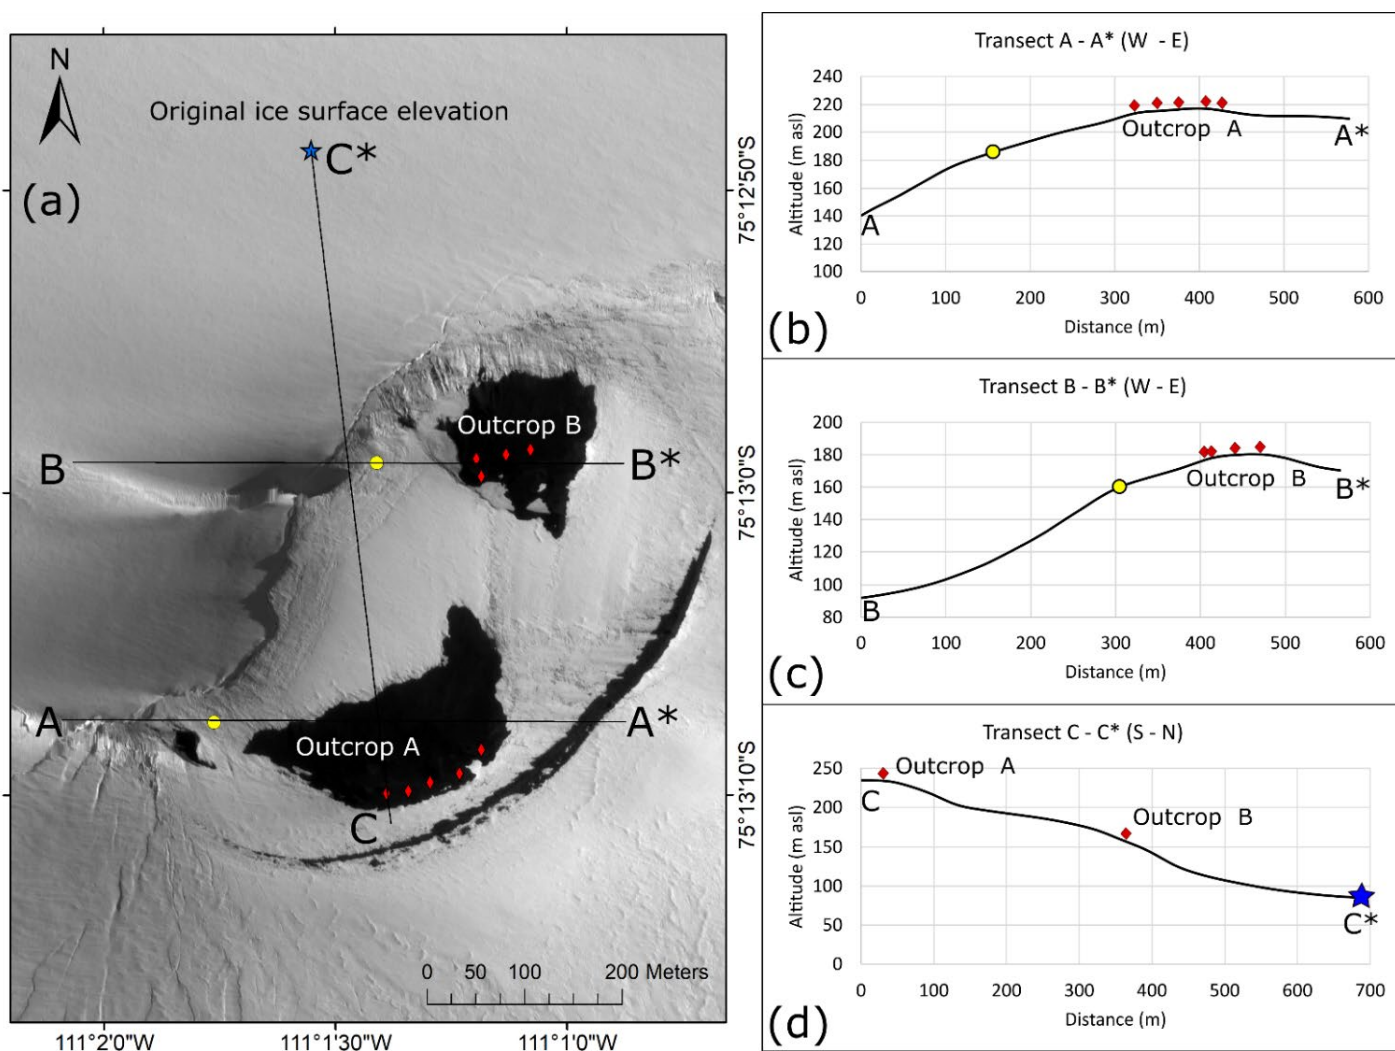 N
Original ice surface elevation
C*
(a)
75°12'50"S
Outcrop B
B
B*
75°13'0"S
A
A*
Outcrop A
C
75°13'10"S
0 50 100 200 Meters
111°2'0"W 111°1'30"W 111°1'0"W
Transect A - A* (W - E)
Altitude (m asl)
240
220
200
180
160
140
120
100
Outcrop A
A
A*
0 100 200 300 400 500 600
Distance (m)
(b)
Transect B - B* (W - E)
Altitude (m asl)
200
180
160
140
120
100
80
Outcrop B
B
B*
0 100 200 300 400 500 600
Distance (m)
(c)
Transect C - C* (S - N)
Altitude (m asl)
250
200
150
100
50
0
Outcrop A
C
Outcrop B
C*
0 100 200 300 400 500 600 700
Distance (m)
(d)